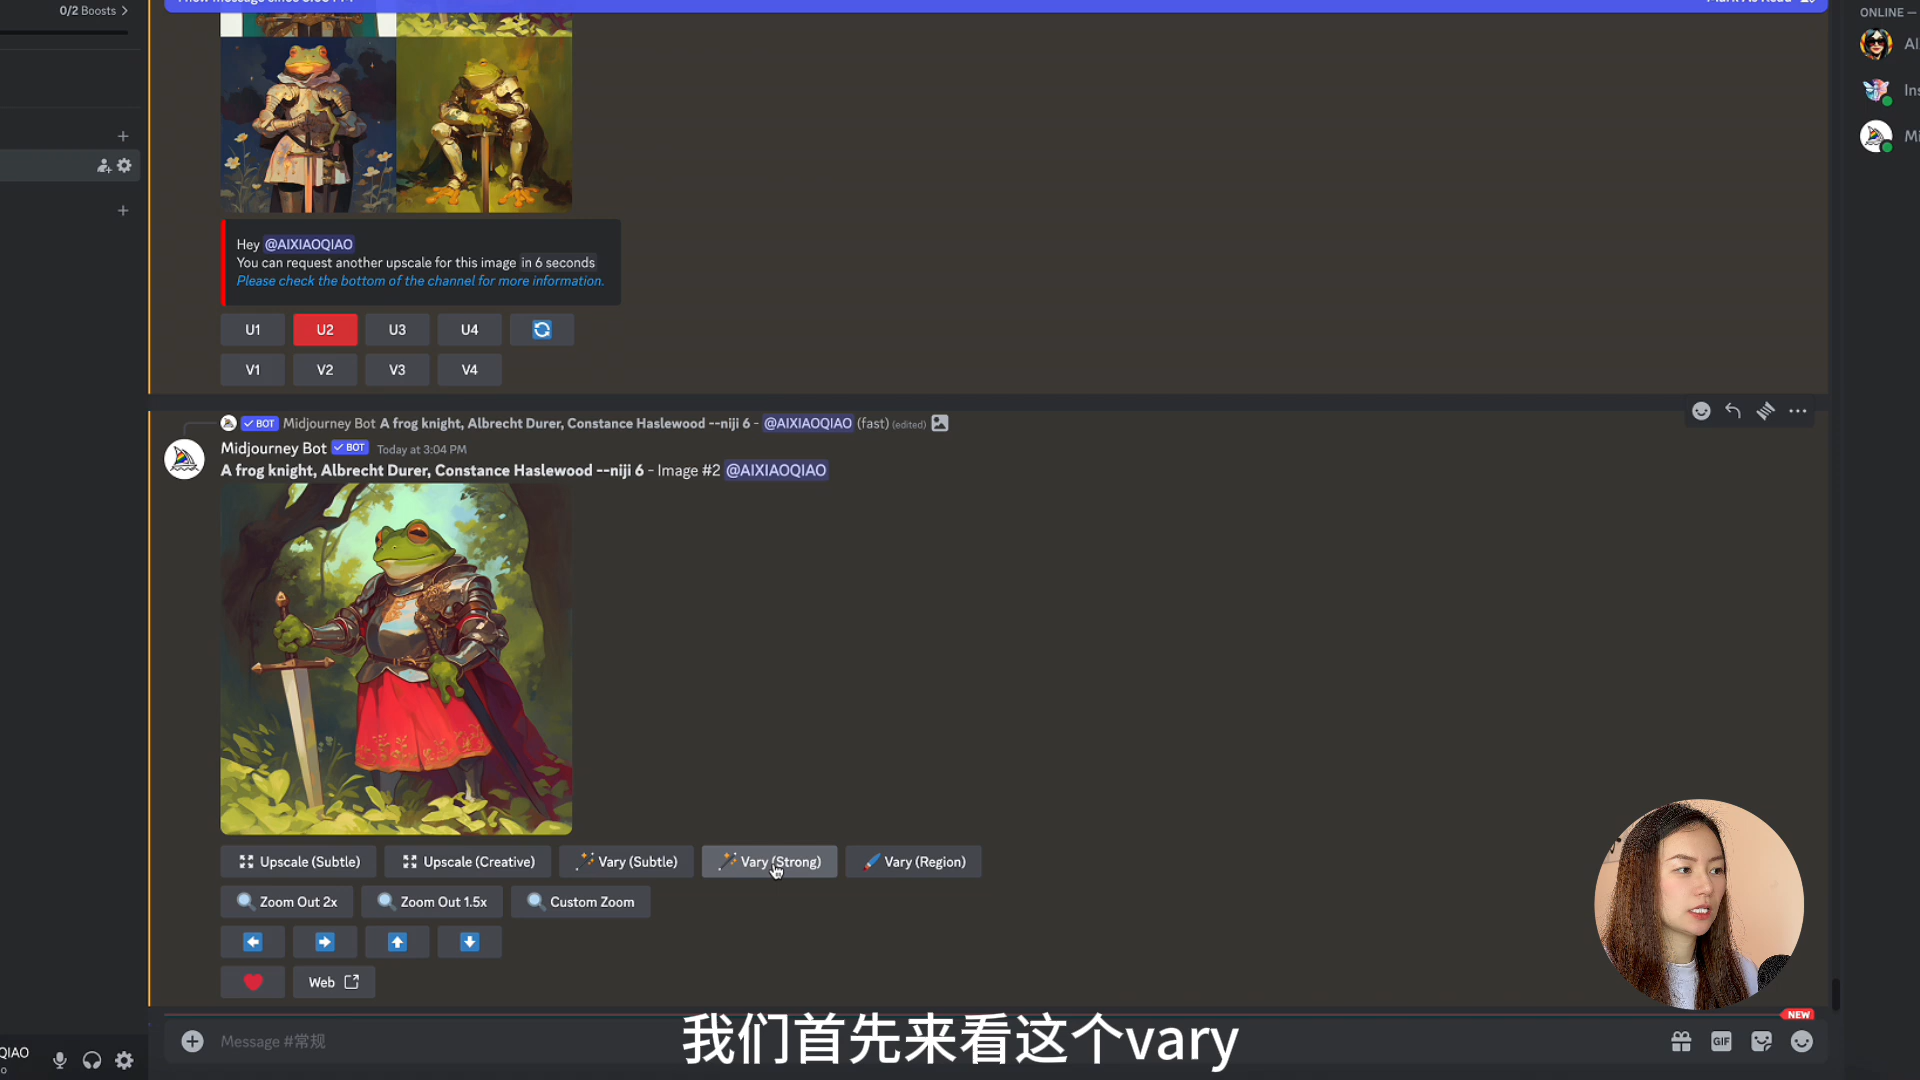 0/2 Boosts
ONLINE —
Hey @AIXIAOQIAO
You can request another upscale for this image in 6 seconds
Please check the bottom of the channel for more information.
U1 U2 U3 U4
V1 V2 V3 V4
BOT Midjourney Bot A frog knight, Albrecht Durer, Constance Haslewood --niji 6 - @AIXIAOQIAO (fast) (edited)
Midjourney Bot BOT Today at 3:04 PM
A frog knight, Albrecht Durer, Constance Haslewood --niji 6 - Image #2 @AIXIAOQIAO
Upscale (Subtle) Upscale (Creative) Vary (Subtle) Vary (Strong) Vary (Region)
Zoom Out 2x Zoom Out 1.5x Custom Zoom
Web
NEW
Message #常规
GIF
QIAO
我们首先来看这个vary